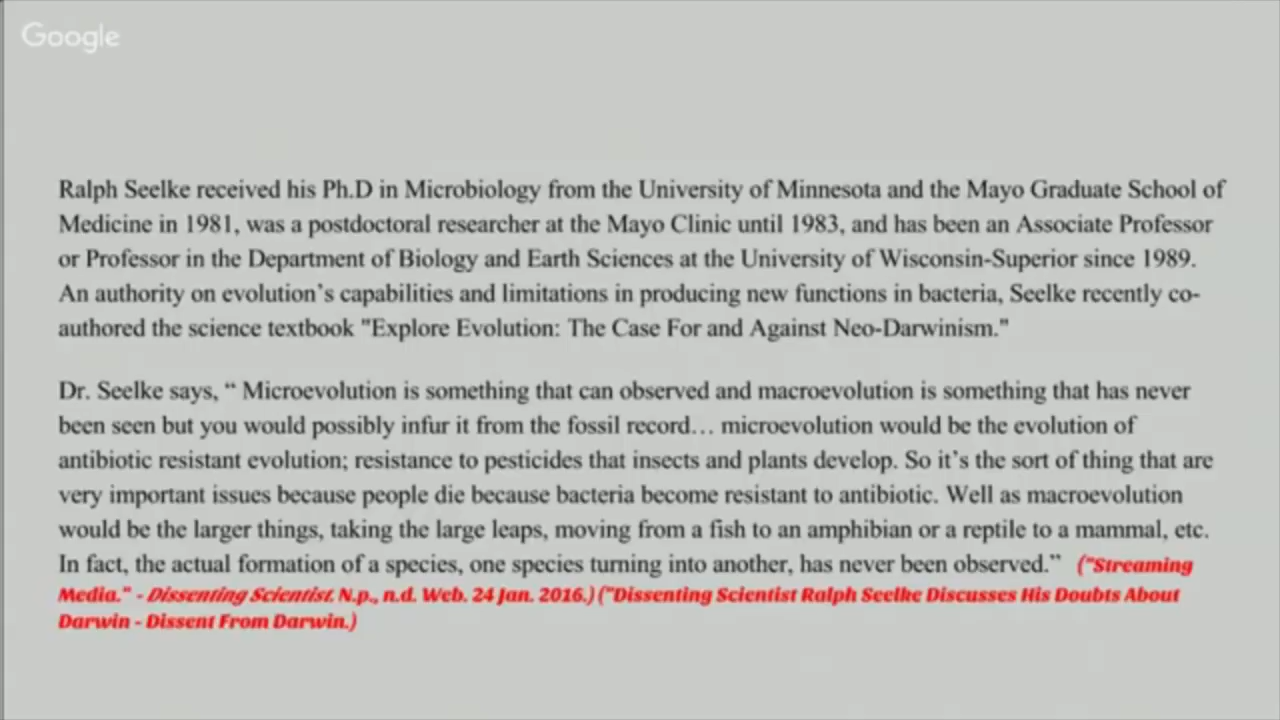 Google
Ralph Seelke received his Ph.D in Microbiology from the University of Minnesota and the Mayo Graduate School of
Medicine in 1981, was a postdoctoral researcher at the Mayo Clinic until 1983, and has been an Associate Professor
or Professor in the Department of Biology and Earth Sciences at the University of Wisconsin-Superior since 1989.
An authority on evolution’s capabilities and limitations in producing new functions in bacteria, Seelke recently co-
authored the science textbook "Explore Evolution: The Case For and Against Neo-Darwinism."
Dr. Seelke says, “ Microevolution is something that can observed and macroevolution is something that has never
been seen but you would possibly infur it from the fossil record… microevolution would be the evolution of
antibiotic resistant evolution; resistance to pesticides that insects and plants develop. So it’s the sort of thing that are
very important issues because people die because bacteria become resistant to antibiotic. Well as macroevolution
would be the larger things, taking the large leaps, moving from a fish to an amphibian or a reptile to a mammal, etc.
In fact, the actual formation of a species, one species turning into another, has never been observed.” ("Streaming
Media." - Dissenting Scientist. N.p., n.d. Web. 24 Jan. 2016.) ("Dissenting Scientist Ralph Seelke Discusses His Doubts About
Darwin - Dissent From Darwin.)